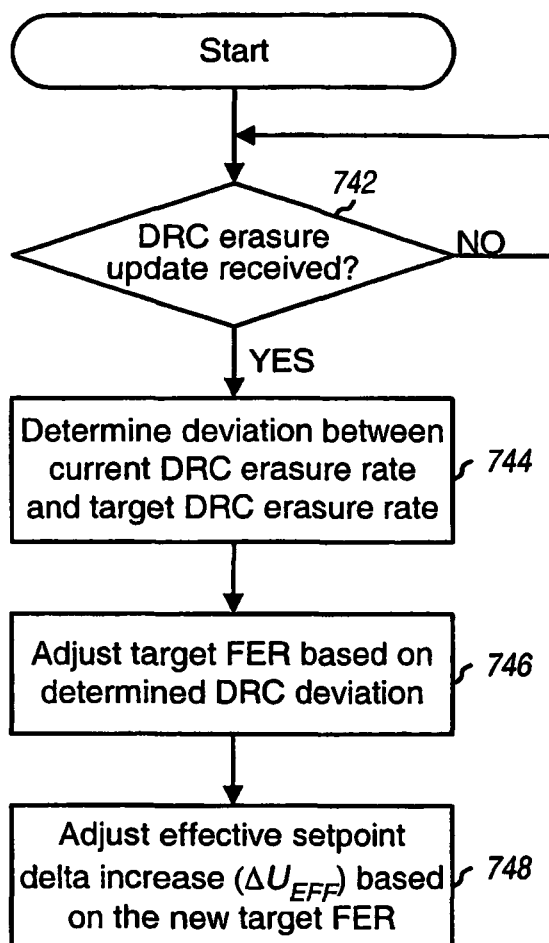 Start
742
DRC erasure
update received?
NO
YES
Determine deviation between
current DRC erasure rate
and target DRC erasure rate
744
Adjust target FER based on
determined DRC deviation
746
Adjust effective setpoint
delta increase (ΔU_EFF) based
on the new target FER
748